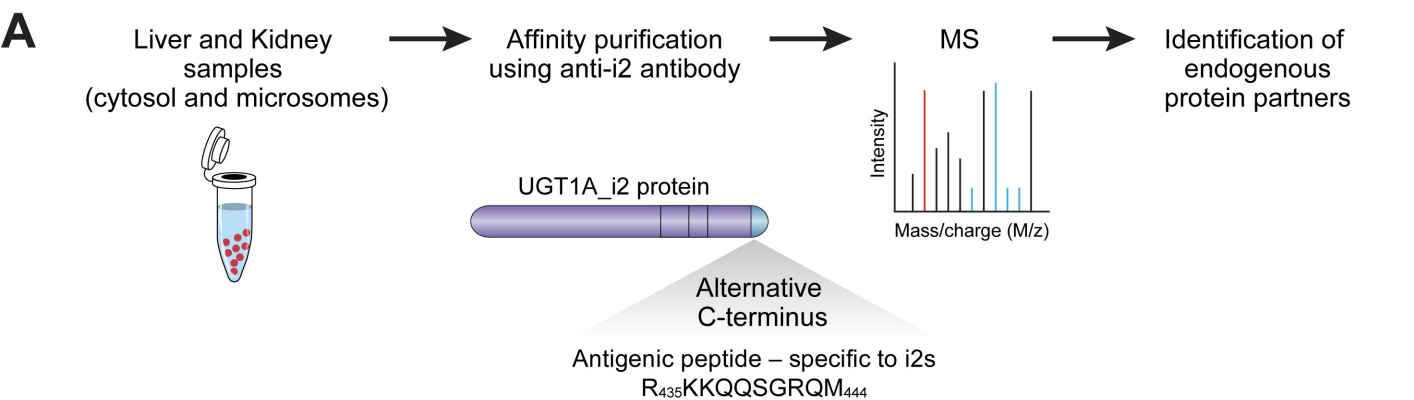 A
Liver and Kidney
samples
(cytosol and microsomes)
Affinity purification
using anti-i2 antibody
MS
Identification of
endogenous
protein partners
Intensity
Mass/charge (M/z)
UGT1A_i2 protein
Alternative
C-terminus
Antigenic peptide – specific to i2s
R₄₃₅KKQQSGRQM₄₄₄